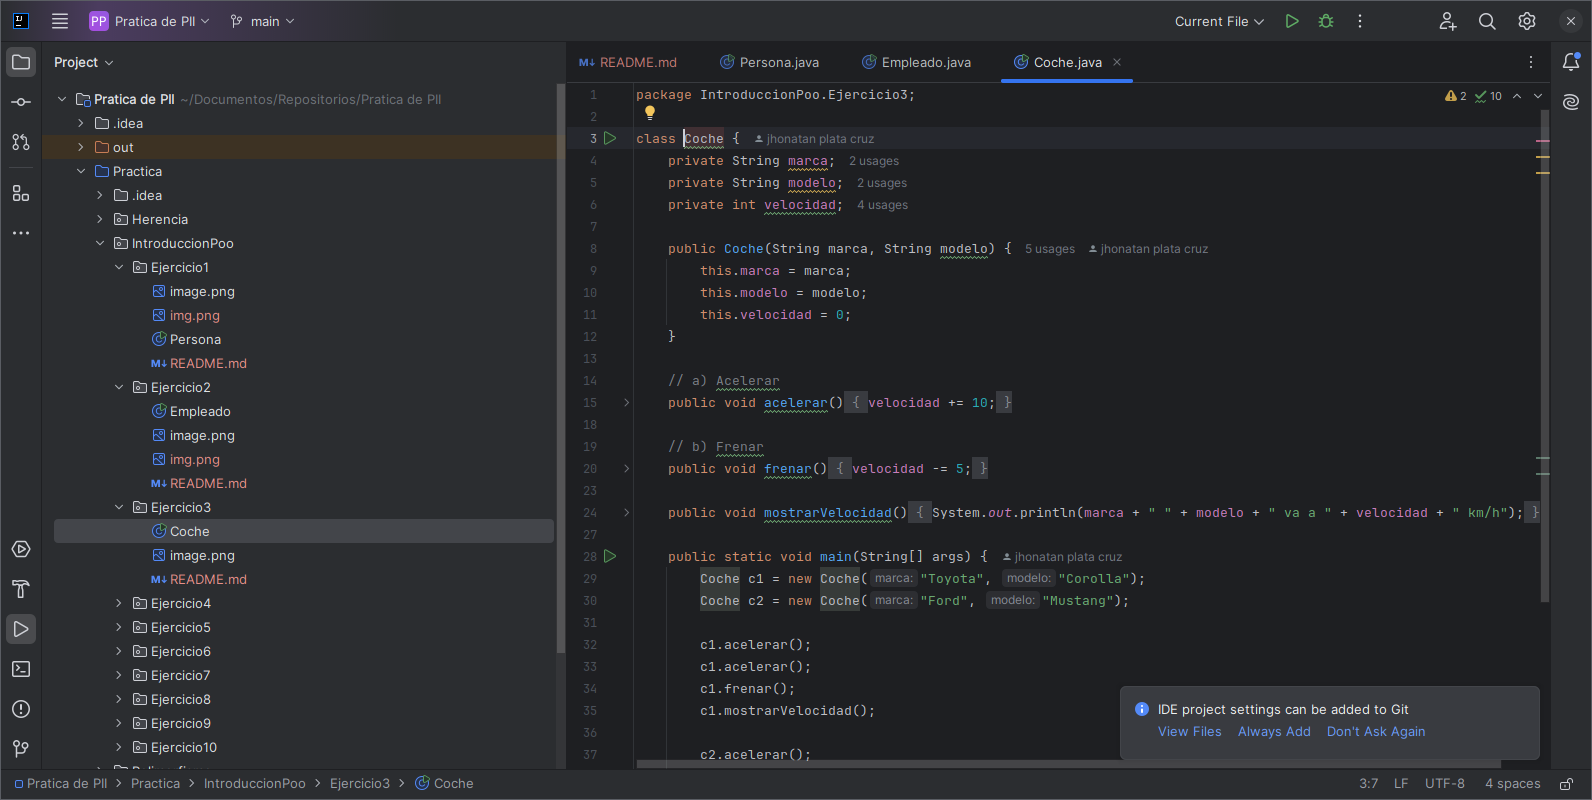 PP Pratica de PII main Current File
Project
README.md Persona.java Empleado.java Coche.java
Pratica de PII ~/Documentos/Repositorios/Pratica de PII
.idea
out
Practica
.idea
Herencia
IntroduccionPoo
Ejercicio1
image.png
img.png
Persona
README.md
Ejercicio2
Empleado
image.png
img.png
README.md
Ejercicio3
Coche
image.png
README.md
Ejercicio4
Ejercicio5
Ejercicio6
Ejercicio7
Ejercicio8
Ejercicio9
Ejercicio10
2 10
1 package IntroduccionPoo.Ejercicio3;
2
3 class Coche { jhonatan plata cruz
4 private String marca; 2 usages
5 private String modelo; 2 usages
6 private int velocidad; 4 usages
7
8 public Coche(String marca, String modelo) { 5 usages jhonatan plata cruz
9 this.marca = marca;
10 this.modelo = modelo;
11 this.velocidad = 0;
12 }
13
14 // a) Acelerar
15 public void acelerar() { velocidad += 10; }
18
19 // b) Frenar
20 public void frenar() { velocidad -= 5; }
23
24 public void mostrarVelocidad() { System.out.println(marca + " " + modelo + " va a " + velocidad + " km/h"); }
27
28 public static void main(String[] args) { jhonatan plata cruz
29 Coche c1 = new Coche( marca: "Toyota", modelo: "Corolla");
30 Coche c2 = new Coche( marca: "Ford", modelo: "Mustang");
31
32 c1.acelerar();
33 c1.acelerar();
34 c1.frenar();
35 c1.mostrarVelocidad();
36
37 c2.acelerar();
IDE project settings can be added to Git
View Files Always Add Don't Ask Again
Pratica de PII Practica IntroduccionPoo Ejercicio3 Coche 3:7 LF UTF-8 4 spaces